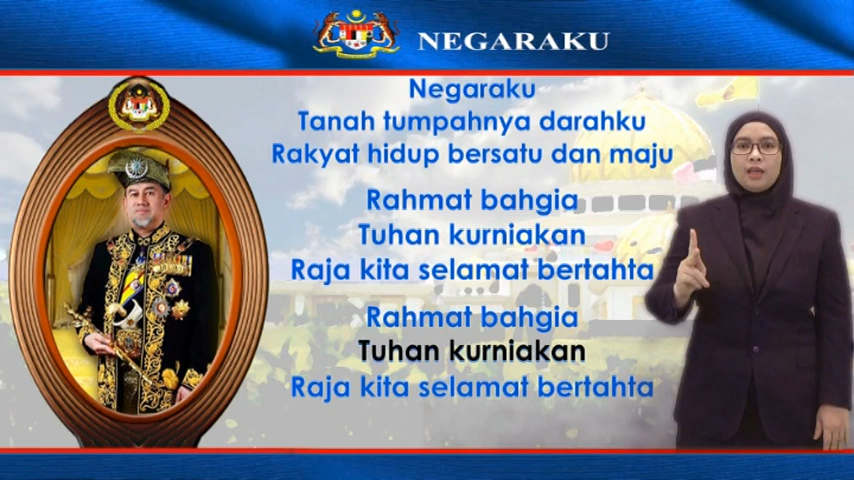 NEGARAKU
Negaraku
Tanah tumpahnya darahku
Rakyat hidup bersatu dan maju
Rahmat bahgia
Tuhan kurniakan
Raja kita selamat bertahta
Rahmat bahgia
Tuhan kurniakan
Raja kita selamat bertahta